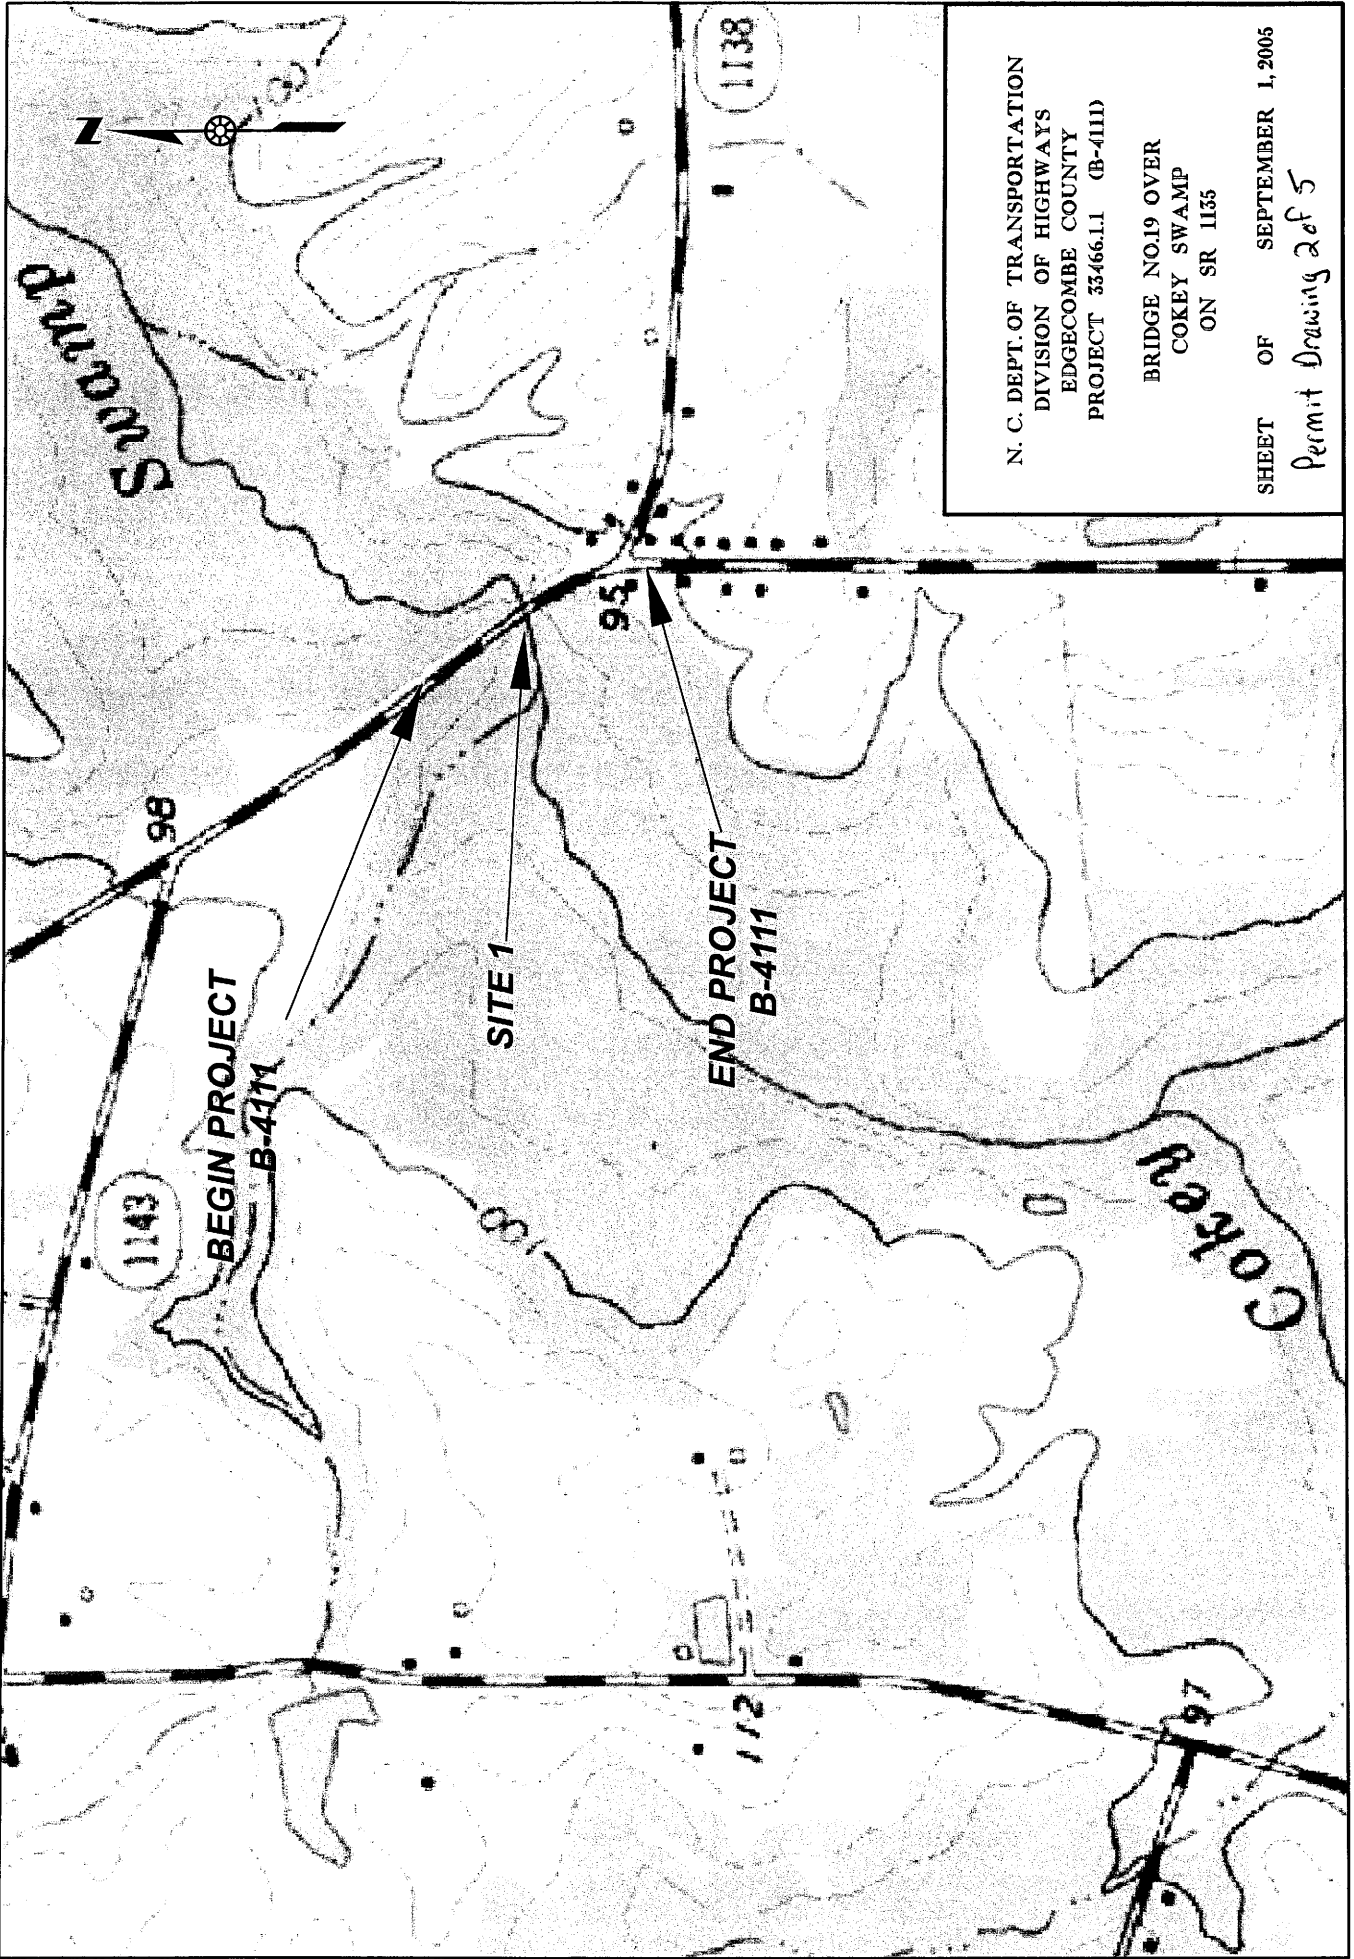 N
Swamp
100
1138
98
1143
BEGIN PROJECT
B-4111
SITE 1
95
100
END PROJECT
B-4111
112
97
Cokey
N. C. DEPT. OF TRANSPORTATION
DIVISION OF HIGHWAYS
EDGECOMBE COUNTY
PROJECT 33466.1.1 (B-4111)
BRIDGE NO.19 OVER
COKEY SWAMP
ON SR 1135
SHEET OF SEPTEMBER 1, 2005
Permit Drawing 2 of 5